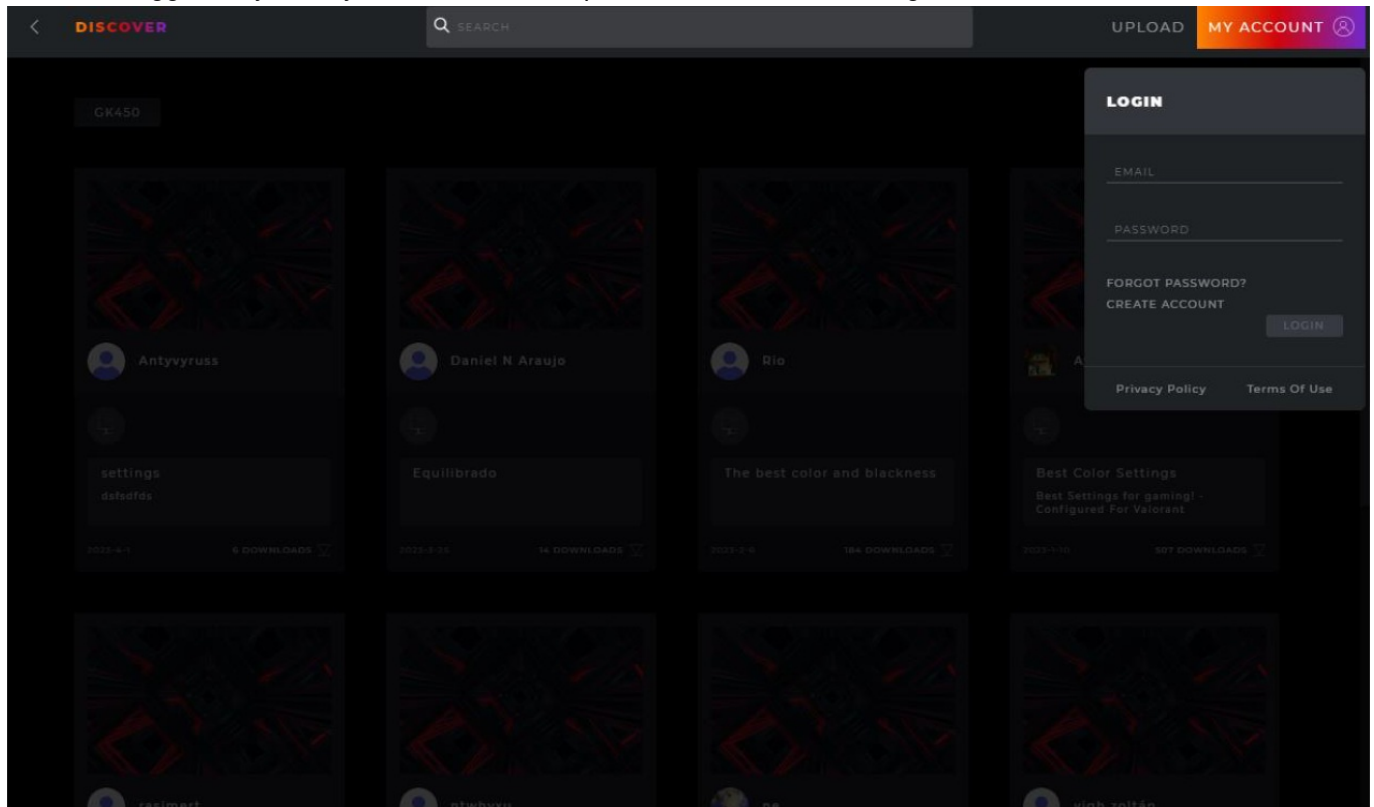 DISCOVER
SEARCH
UPLOAD
MY ACCOUNT
LOGIN
EMAIL
PASSWORD
FORGOT PASSWORD?
CREATE ACCOUNT
LOGIN
Privacy Policy Terms Of Use
GK450
Antyvyruss
Daniel N Araujo
Rio
A
settings
dsfsdfds
Equilibrado
The best color and blackness
Best Color Settings
Best Settings for gaming! -
Configured For Valorant
6 DOWNLOADS
14 DOWNLOADS
184 DOWNLOADS
507 DOWNLOADS